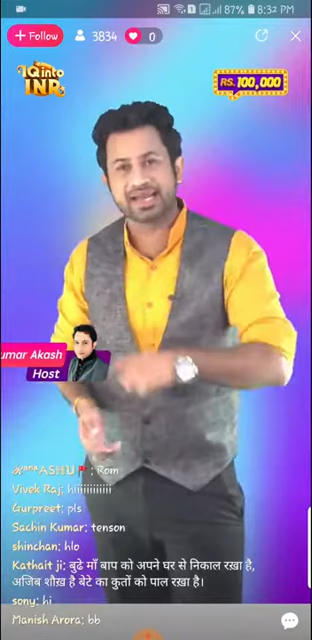 87% 8:32 PM
+ Follow 3834 0
IQ into
INR
RS. 100,000
umar Akash
Host
ASHU : Rom
Vivek Raj: hiiiiiiiiiiii
Gurpreet: pls
Sachin Kumar: tenson
shinchan: hlo
Kathait ji: बुढे माँ बाप को अपने घर से निकाल रख़ा है,
अजिब शौख़ है बेटे का कुतों को पाल रख़ा है।
sony: hi
Manish Arora: bb